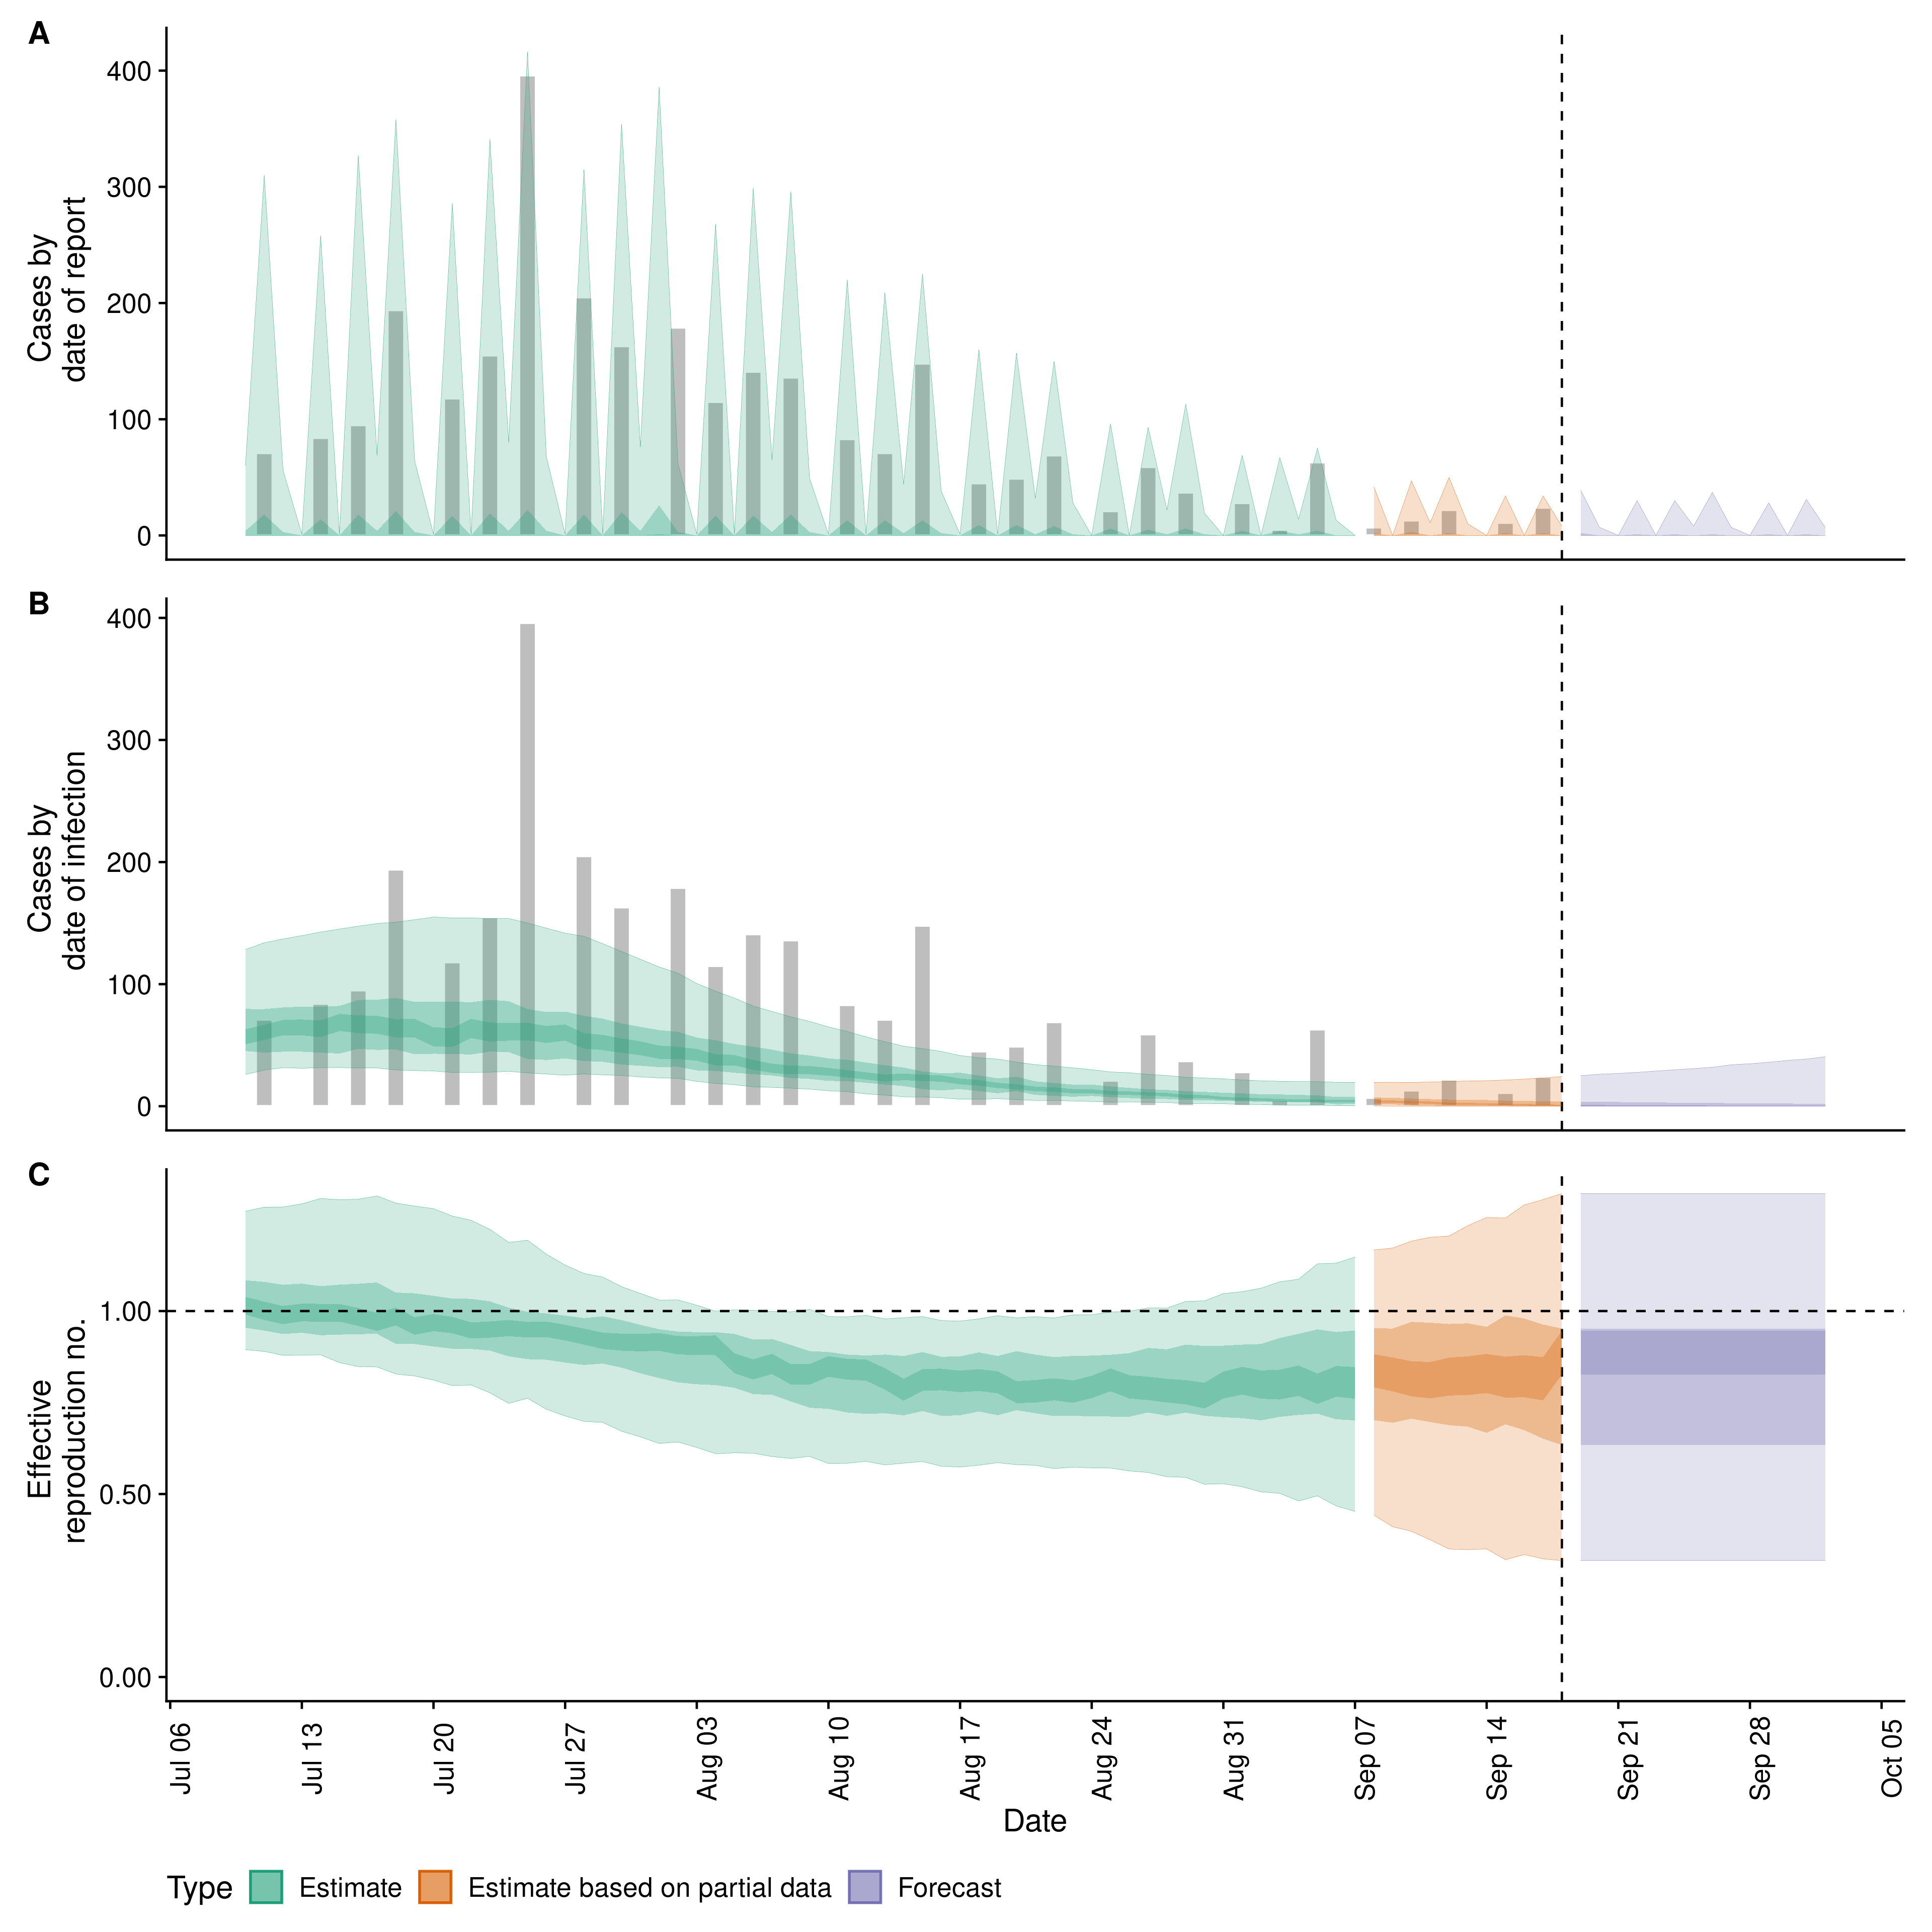 A
400
300
200
100
0
Cases by
date of report
B
400
300
200
100
0
Cases by
date of infection
C
1.00
0.50
0.00
Effective
reproduction no.
Jul 06
Jul 13
Jul 20
Jul 27
Aug 03
Aug 10
Aug 17
Aug 24
Aug 31
Sep 07
Sep 14
Sep 21
Sep 28
Oct 05
Date
Type Estimate Estimate based on partial data Forecast